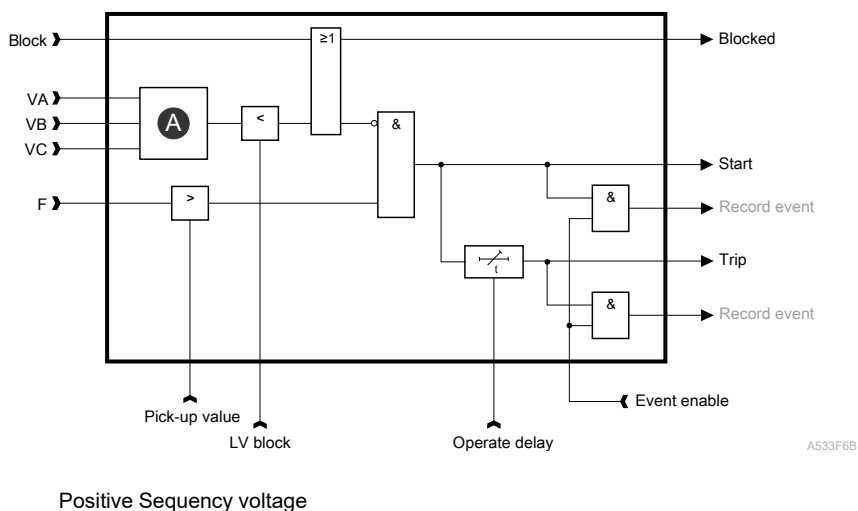 Block
≥1
Blocked
VA
VB
VC
A
<
&
Start
F
>
&
Record event
t
Trip
&
Record event
Pick-up value
LV block
Operate delay
Event enable
A533F6B
Positive Sequency voltage